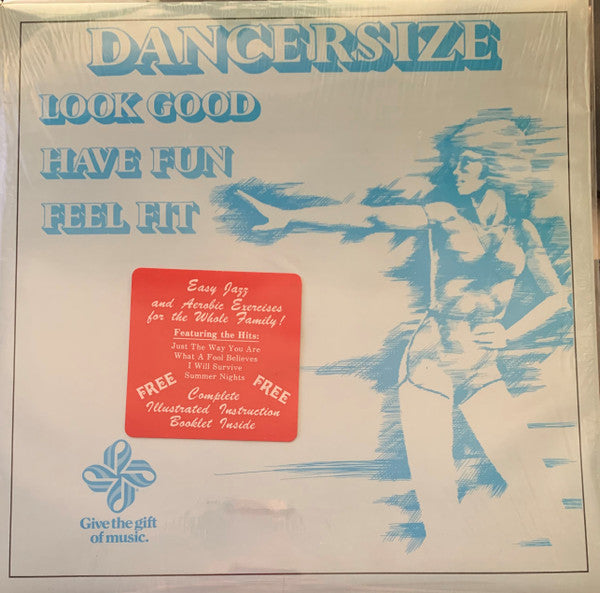 DANCERSIZE
LOOK GOOD
HAVE FUN
FEEL FIT
Easy Jazz
and Aerobic Exercises
for the Whole Family!
Featuring the Hits:
Just The Way You Are
What A Fool Believes
I Will Survive
Summer Nights
FREE FREE
Complete
Illustrated Instruction
Booklet Inside
Give the gift
of music.